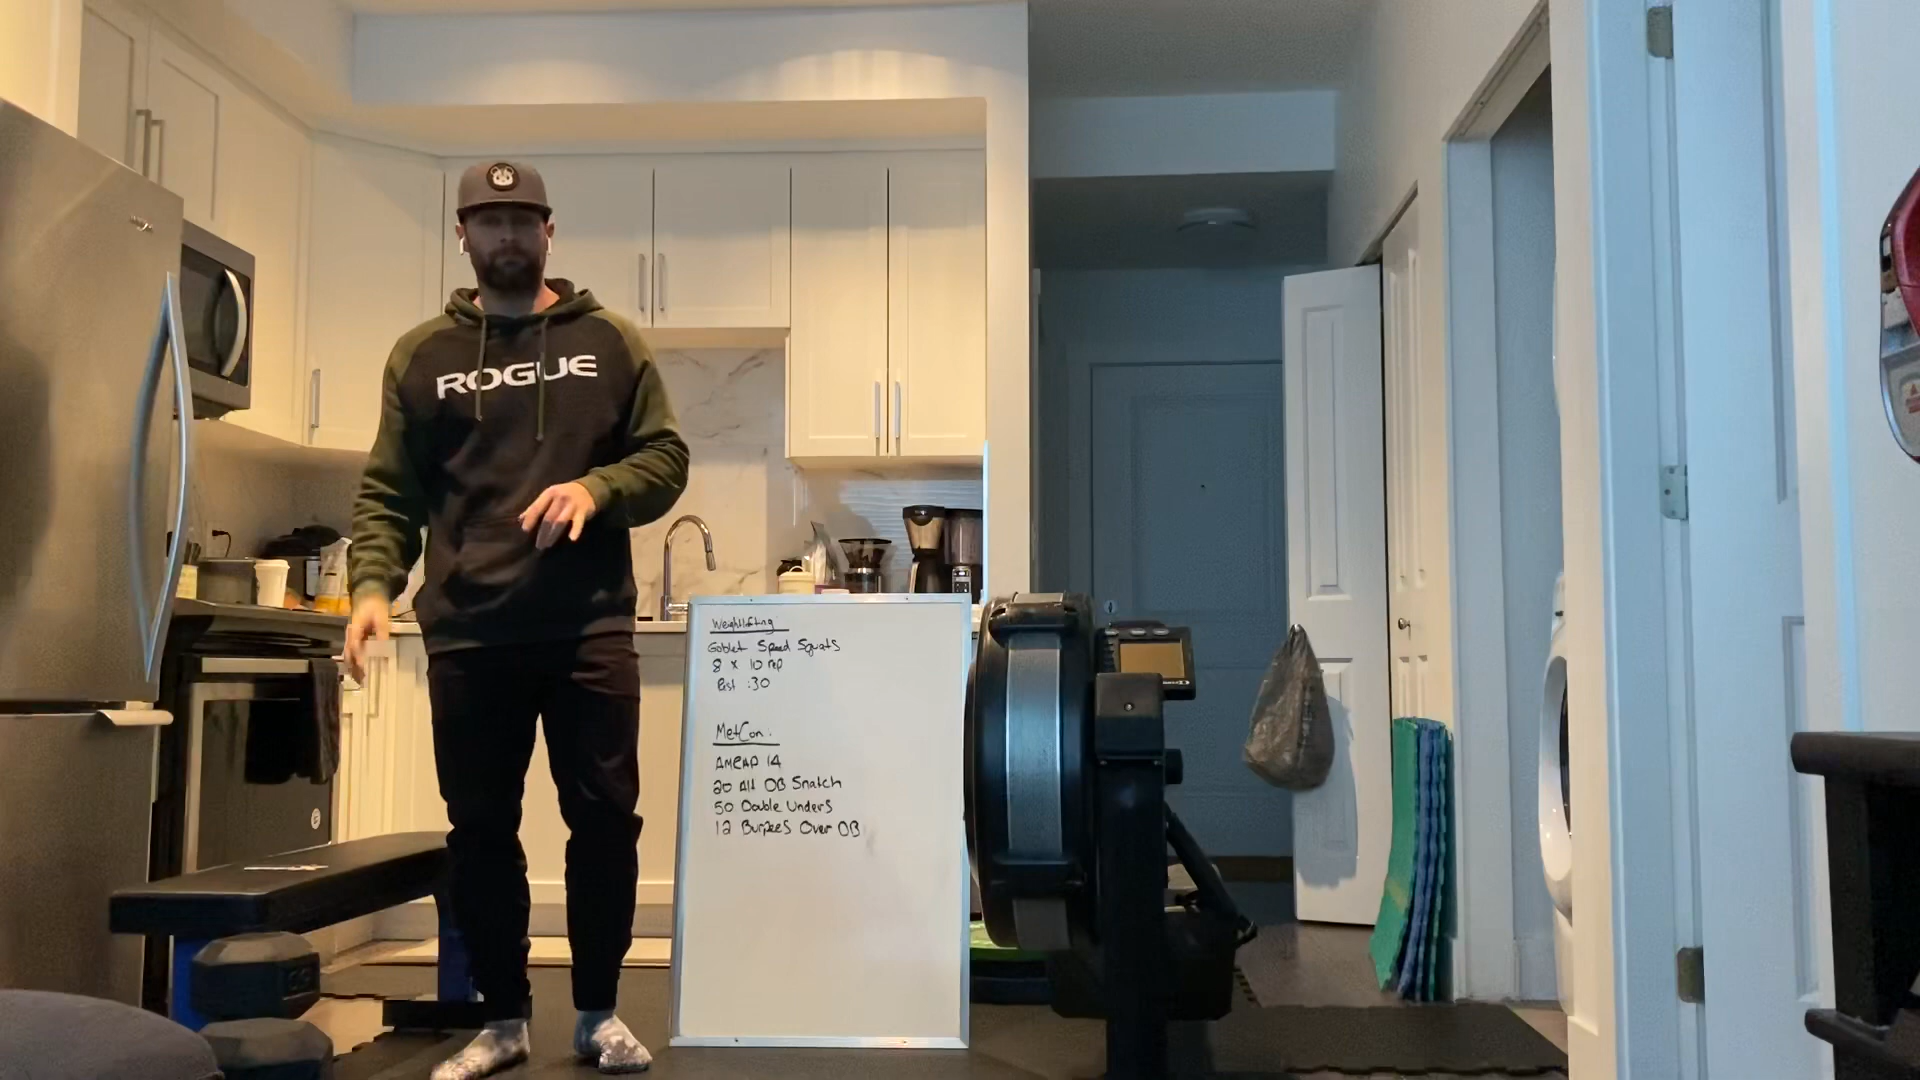 ROGUE
Weightlifting
Goblet Speed Squats
8 x 10 rep
Rest :30
MetCon.
AMRAP 14
20 Alt DB Snatch
50 Double Unders
12 Burpees Over DB